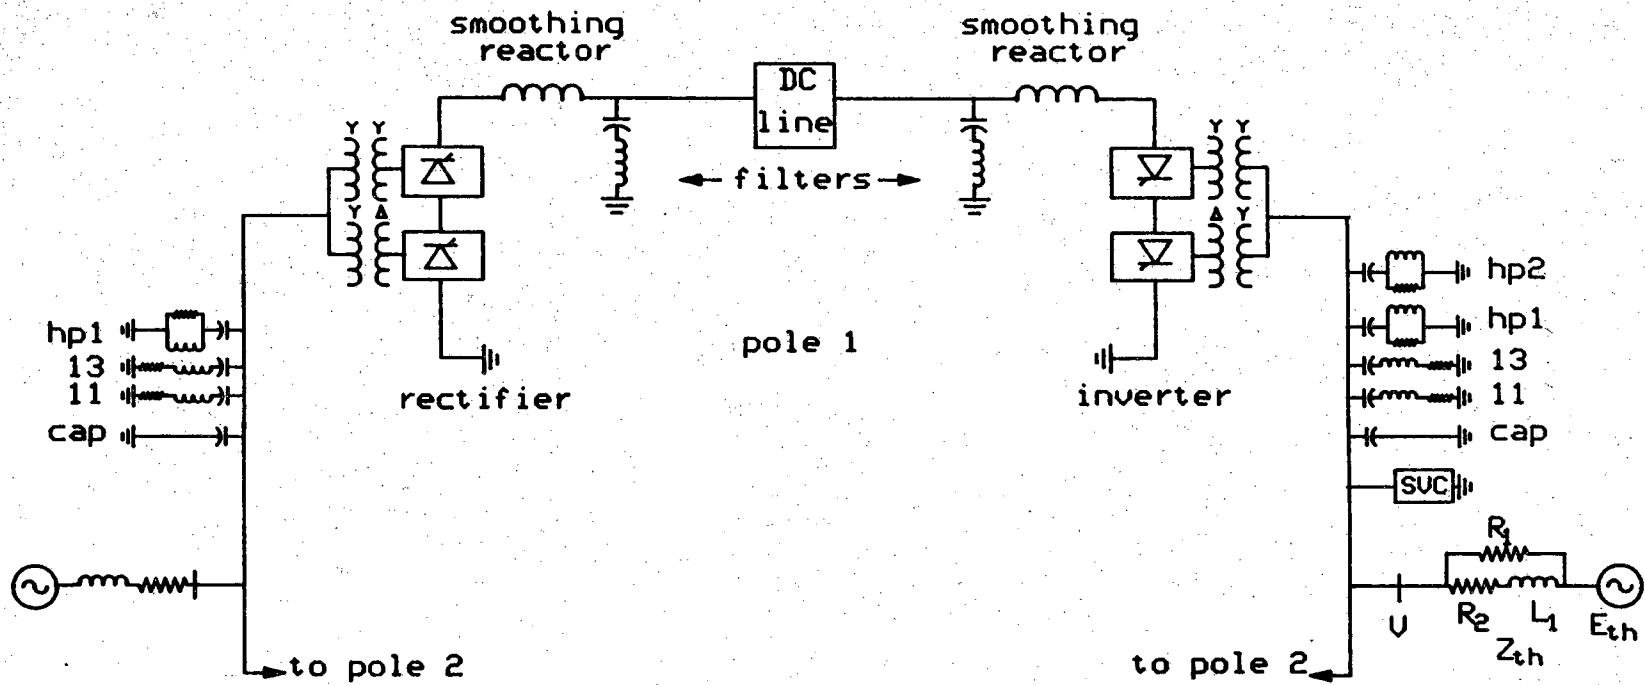 smoothing
reactor
smoothing
reactor
DC
line
Y Y
Y Δ
← filters →
Y Y
Δ Y
hp1
13
11
cap
rectifier
pole 1
inverter
hp2
hp1
13
11
cap
SVC
R1
R2
L1
Zth
Eth
V
to pole 2
to pole 2